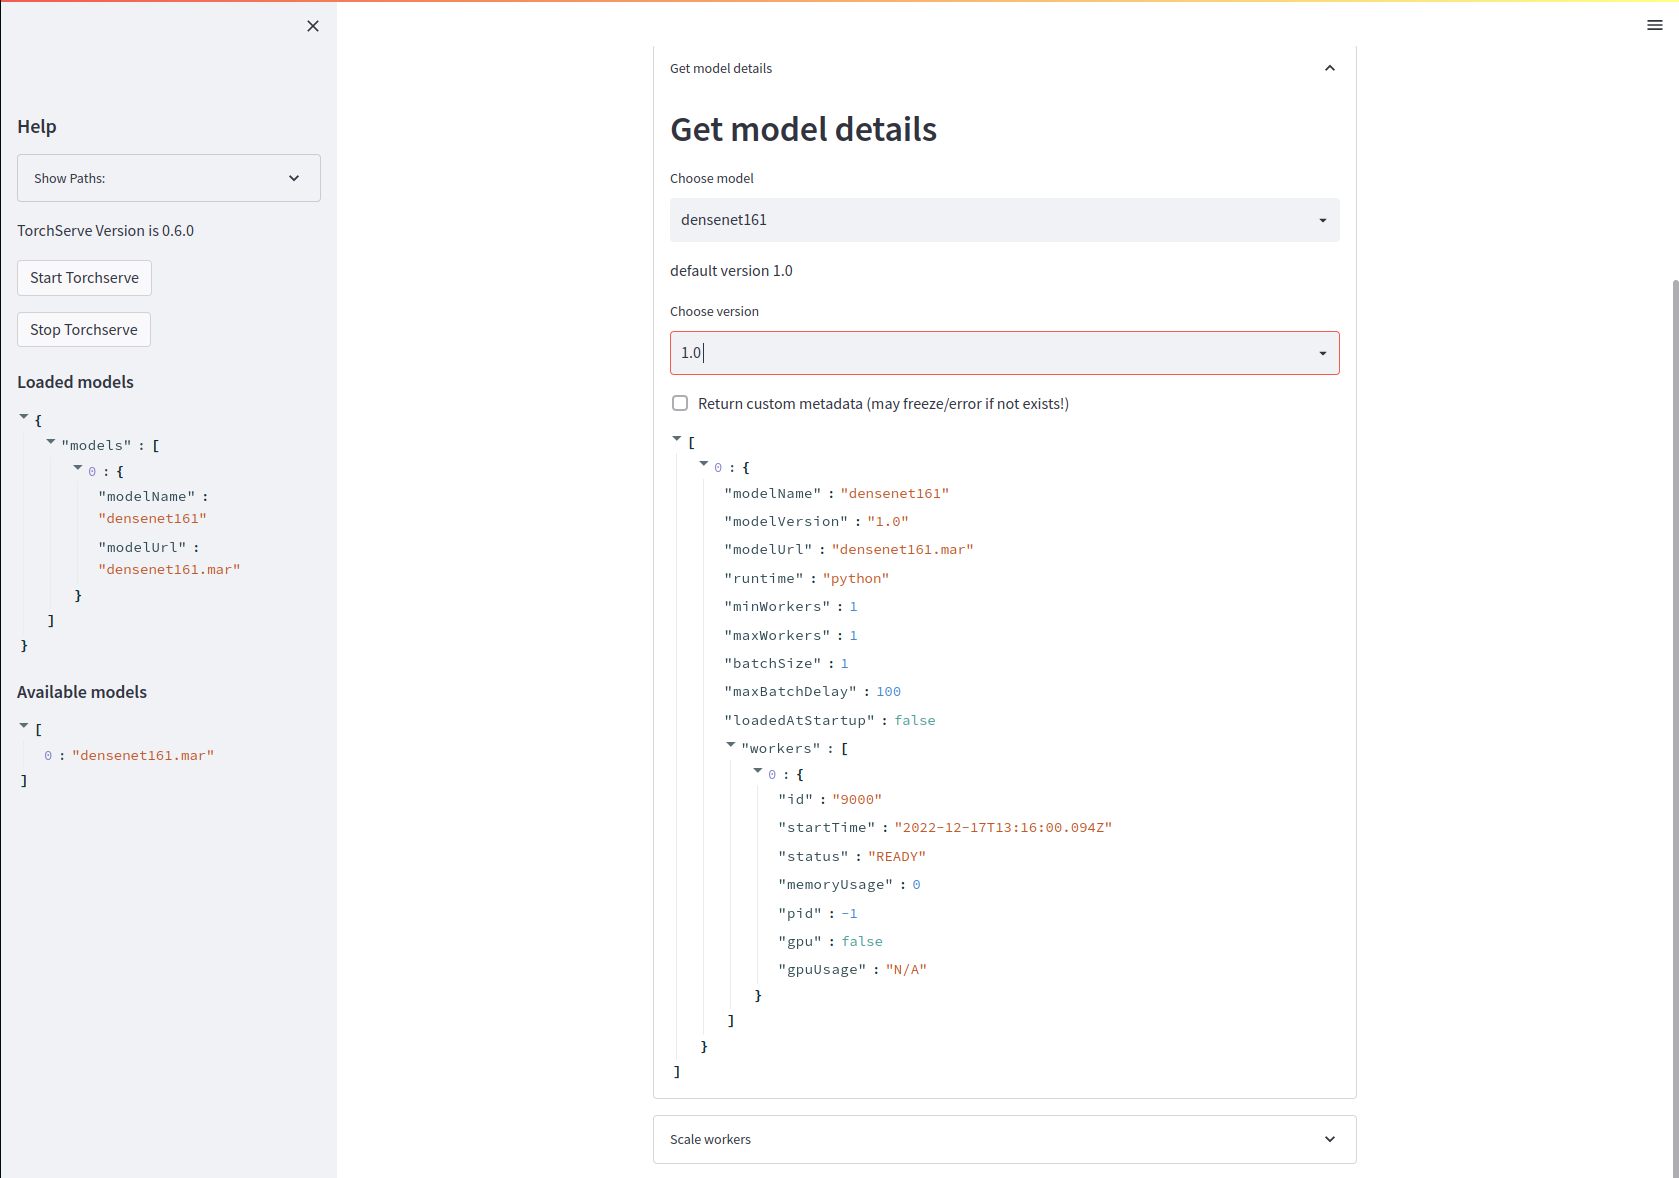 Help
Show Paths:
TorchServe Version is 0.6.0
Start Torchserve
Stop Torchserve
Loaded models
{
"models" : [
0 : {
"modelName" :
"densenet161"
"modelUrl" :
"densenet161.mar"
}
]
}
Available models
[
0 : "densenet161.mar"
]
Get model details
Get model details
Choose model
densenet161
default version 1.0
Choose version
1.0
Return custom metadata (may freeze/error if not exists!)
[
0 : {
"modelName" : "densenet161"
"modelVersion" : "1.0"
"modelUrl" : "densenet161.mar"
"runtime" : "python"
"minWorkers" : 1
"maxWorkers" : 1
"batchSize" : 1
"maxBatchDelay" : 100
"loadedAtStartup" : false
"workers" : [
0 : {
"id" : "9000"
"startTime" : "2022-12-17T13:16:00.094Z"
"status" : "READY"
"memoryUsage" : 0
"pid" : -1
"gpu" : false
"gpuUsage" : "N/A"
}
]
}
]
Scale workers